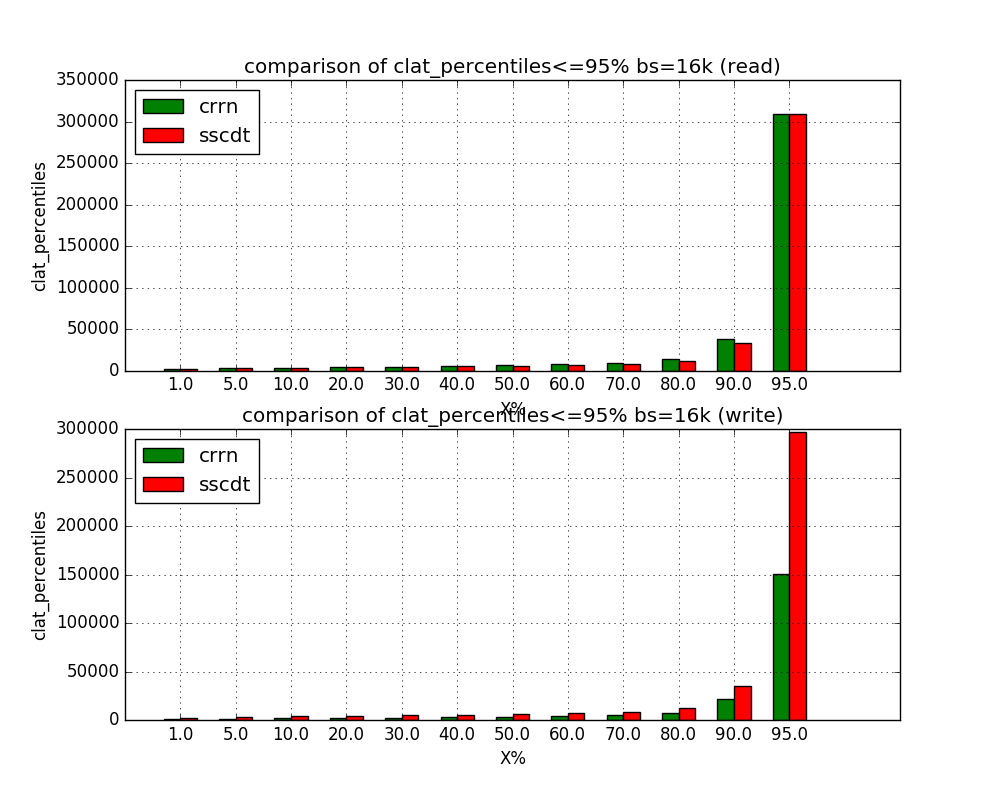 comparison of clat_percentiles<=95% bs=16k (read)
350000
300000
250000
200000
150000
100000
50000
0
clat_percentiles
crrn
sscdt
1.0 5.0 10.0 20.0 30.0 40.0 50.0 60.0 70.0 80.0 90.0 95.0
X%
comparison of clat_percentiles<=95% bs=16k (write)
300000
250000
200000
150000
100000
50000
0
clat_percentiles
crrn
sscdt
1.0 5.0 10.0 20.0 30.0 40.0 50.0 60.0 70.0 80.0 90.0 95.0
X%